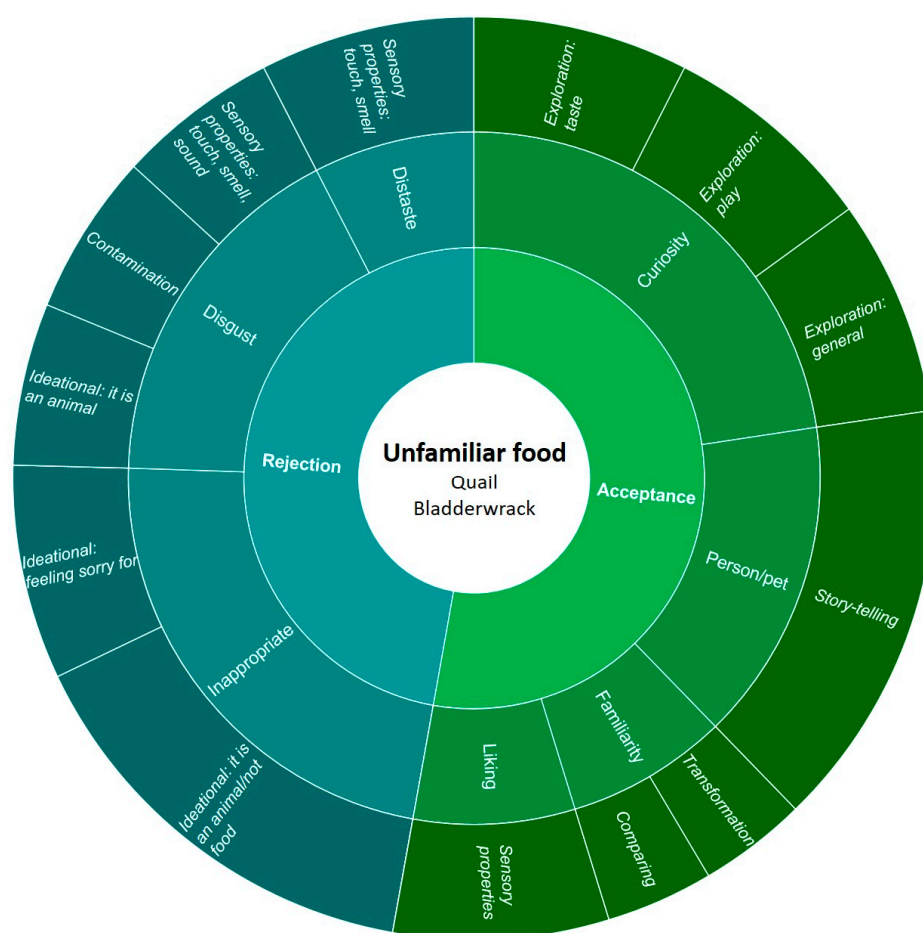 Unfamiliar food
Quail
Bladderwrack
Acceptance
Curiosity
Exploration:
taste
Exploration:
play
Exploration:
general
Person/pet
Story-telling
Familiarity
Transformation
Comparing
Liking
Sensory
properties
Rejection
Inappropriate
Ideational: it is
an animal/not
food
Ideational:
feeling sorry for
Disgust
Ideational: it is
an animal
Contamination
Sensory
properties:
touch, smell,
sound
Distaste
Sensory
properties:
touch, smell